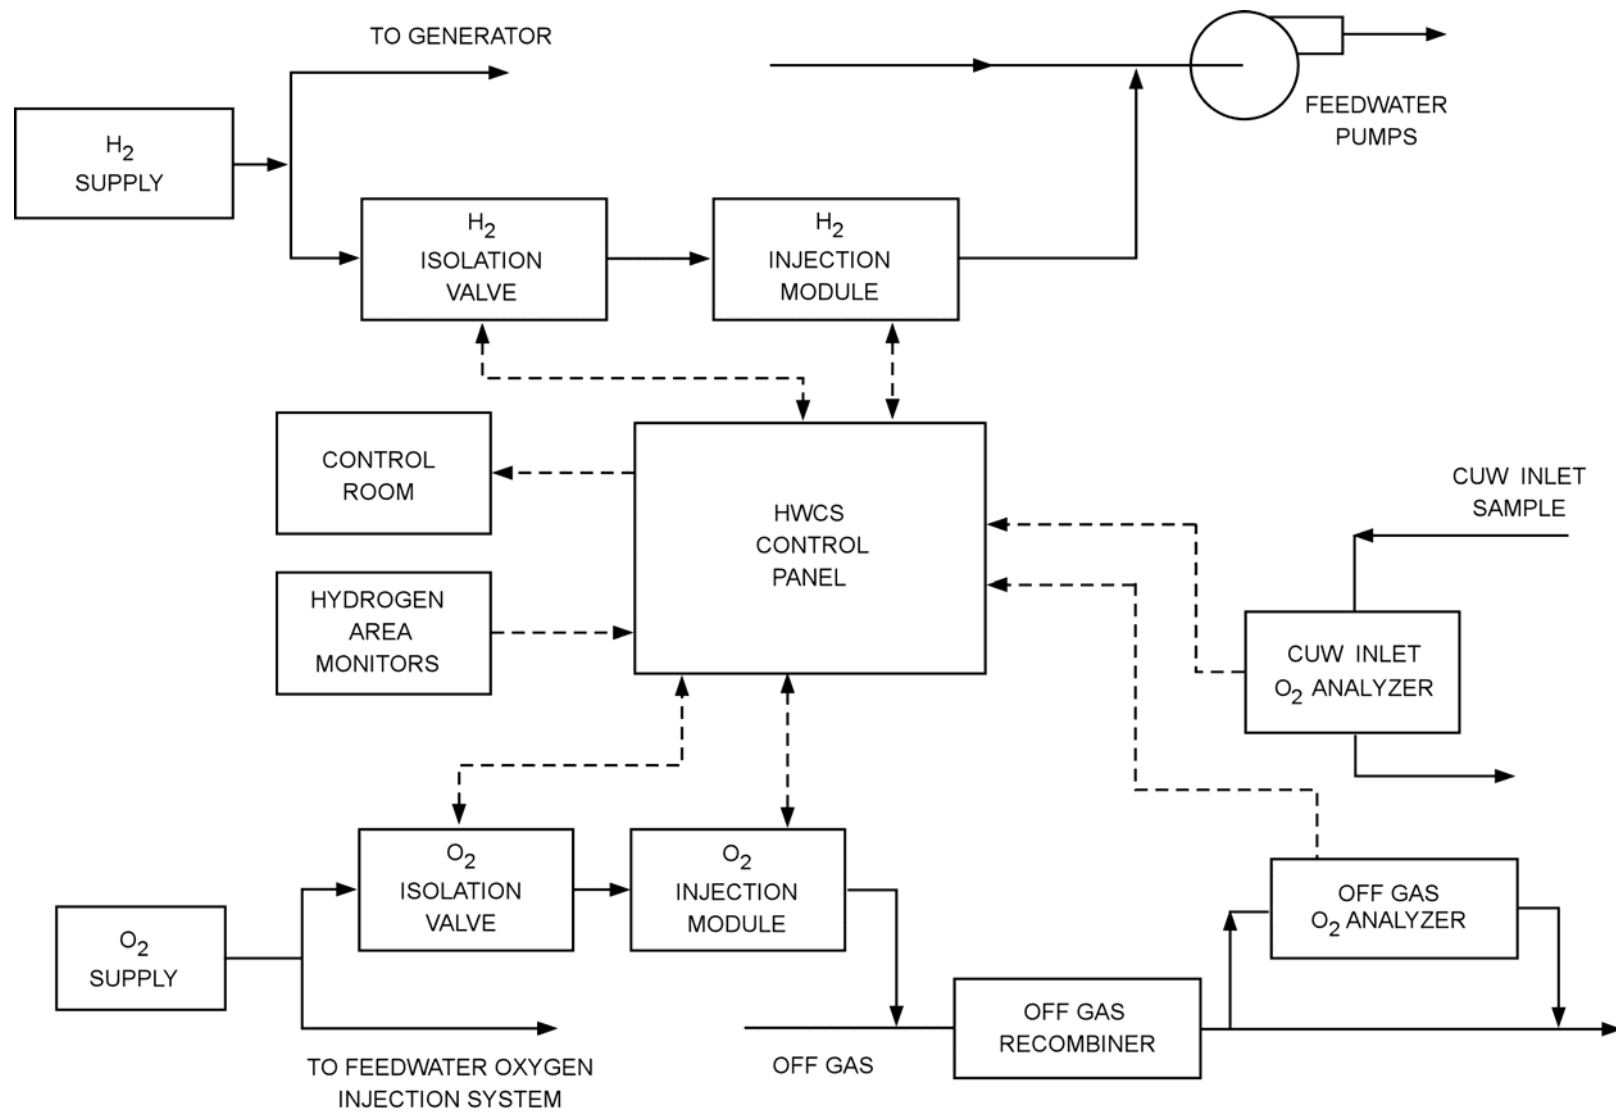 TO GENERATOR
H2
SUPPLY
FEEDWATER
PUMPS
H2
ISOLATION
VALVE
H2
INJECTION
MODULE
CONTROL
ROOM
HWCS
CONTROL
PANEL
CUW INLET
SAMPLE
HYDROGEN
AREA
MONITORS
CUW INLET
O2 ANALYZER
O2
ISOLATION
VALVE
O2
INJECTION
MODULE
OFF GAS
O2 ANALYZER
O2
SUPPLY
OFF GAS
RECOMBINER
TO FEEDWATER OXYGEN
INJECTION SYSTEM
OFF GAS